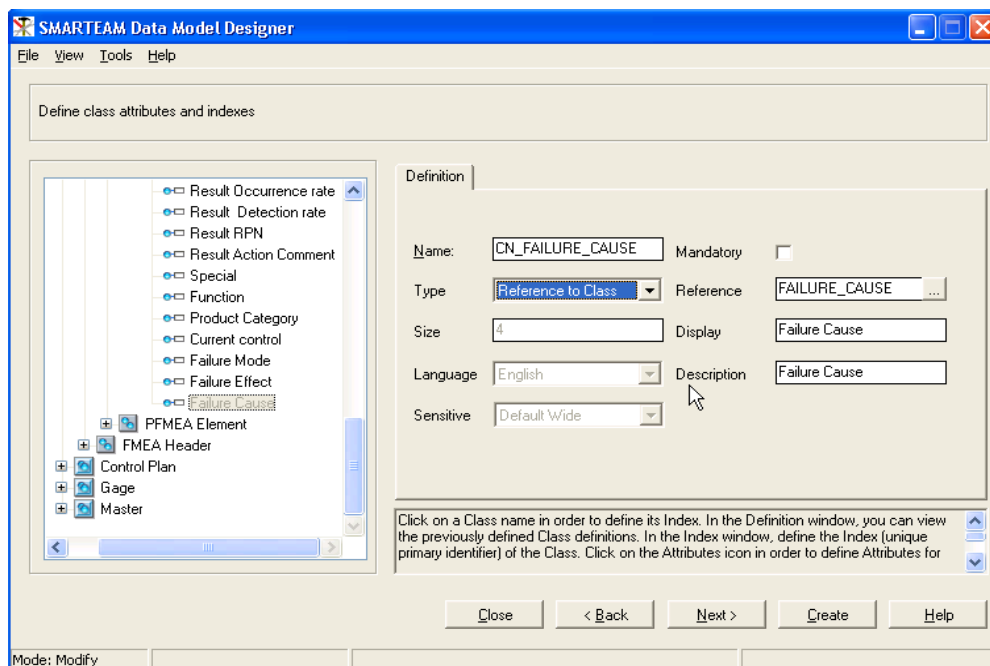 SMARTEAM Data Model Designer
File View Tools Help
Define class attributes and indexes
Result Occurrence rate
Result Detection rate
Result RPN
Result Action Comment
Special
Function
Product Category
Current control
Failure Mode
Failure Effect
Failure Cause
PFMEA Element
FMEA Header
Control Plan
Gage
Master
Definition
Name: CN_FAILURE_CAUSE Mandatory
Type Reference to Class Reference FAILURE_CAUSE ...
Size 4 Display Failure Cause
Language English Description Failure Cause
Sensitive Default Wide
Click on a Class name in order to define its Index. In the Definition window, you can view
the previously defined Class definitions. In the Index window, define the Index (unique
primary identifier) of the Class. Click on the Attributes icon in order to define Attributes for
Close < Back Next > Create Help
Mode: Modify